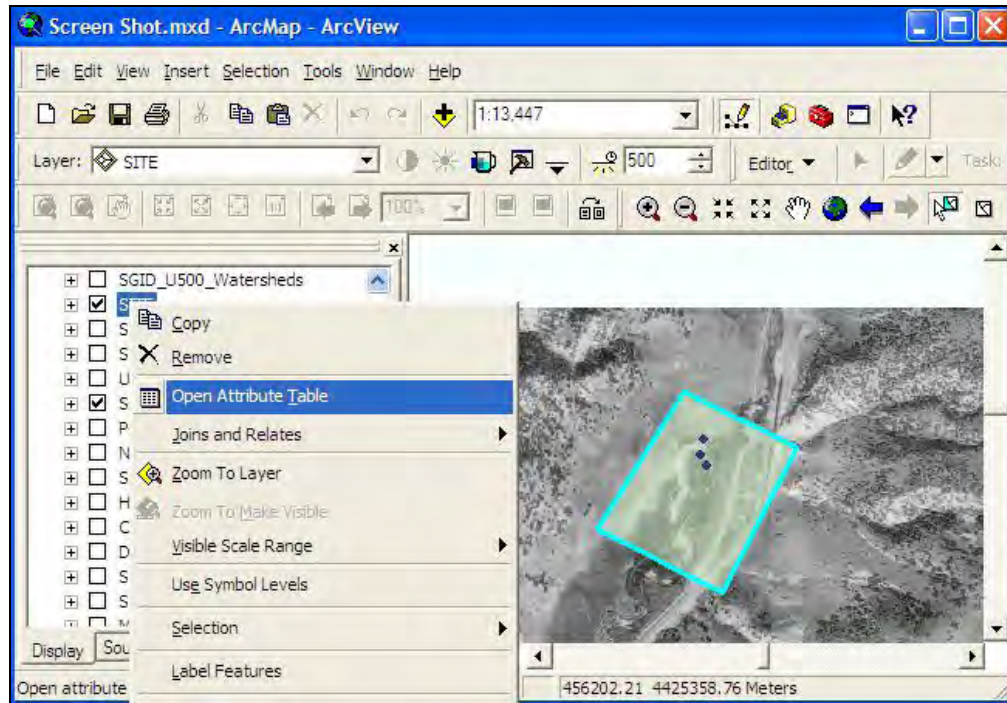 Screen Shot.mxd - ArcMap - ArcView
File Edit View Insert Selection Tools Window Help
1:13,447
Layer: SITE 500 Editor Task:
100%
SGID_U500_Watersheds
S
S Copy
S Remove
U Open Attribute Table
S
P Joins and Relates
N
S Zoom To Layer
H Zoom To Make Visible
C
D Visible Scale Range
S Use Symbol Levels
S
M Selection
Display Sou
Label Features
Open attribute 456202.21 4425358.76 Meters